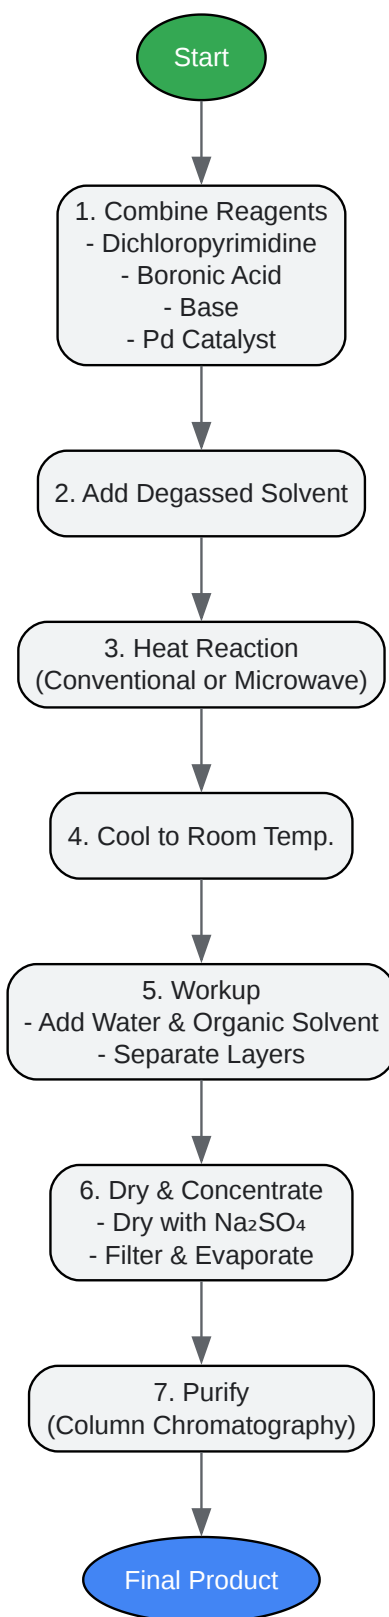 Start
1. Combine Reagents
- Dichloropyrimidine
- Boronic Acid
- Base
- Pd Catalyst
2. Add Degassed Solvent
3. Heat Reaction
(Conventional or Microwave)
4. Cool to Room Temp.
5. Workup
- Add Water & Organic Solvent
- Separate Layers
6. Dry & Concentrate
- Dry with Na₂SO₄
- Filter & Evaporate
7. Purify
(Column Chromatography)
Final Product